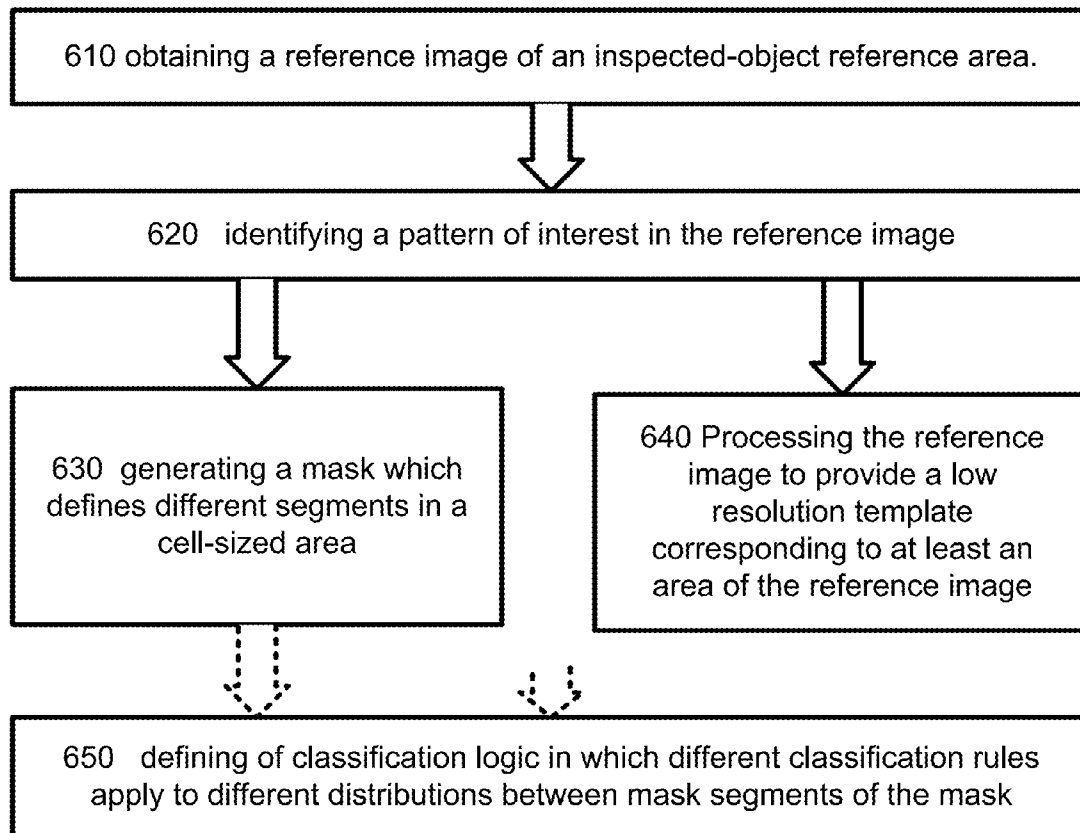 610 obtaining a reference image of an inspected-object reference area.
620 identifying a pattern of interest in the reference image
630 generating a mask which
defines different segments in a
cell-sized area
640 Processing the reference
image to provide a low
resolution template
corresponding to at least an
area of the reference image
650 defining of classification logic in which different classification rules
apply to different distributions between mask segments of the mask